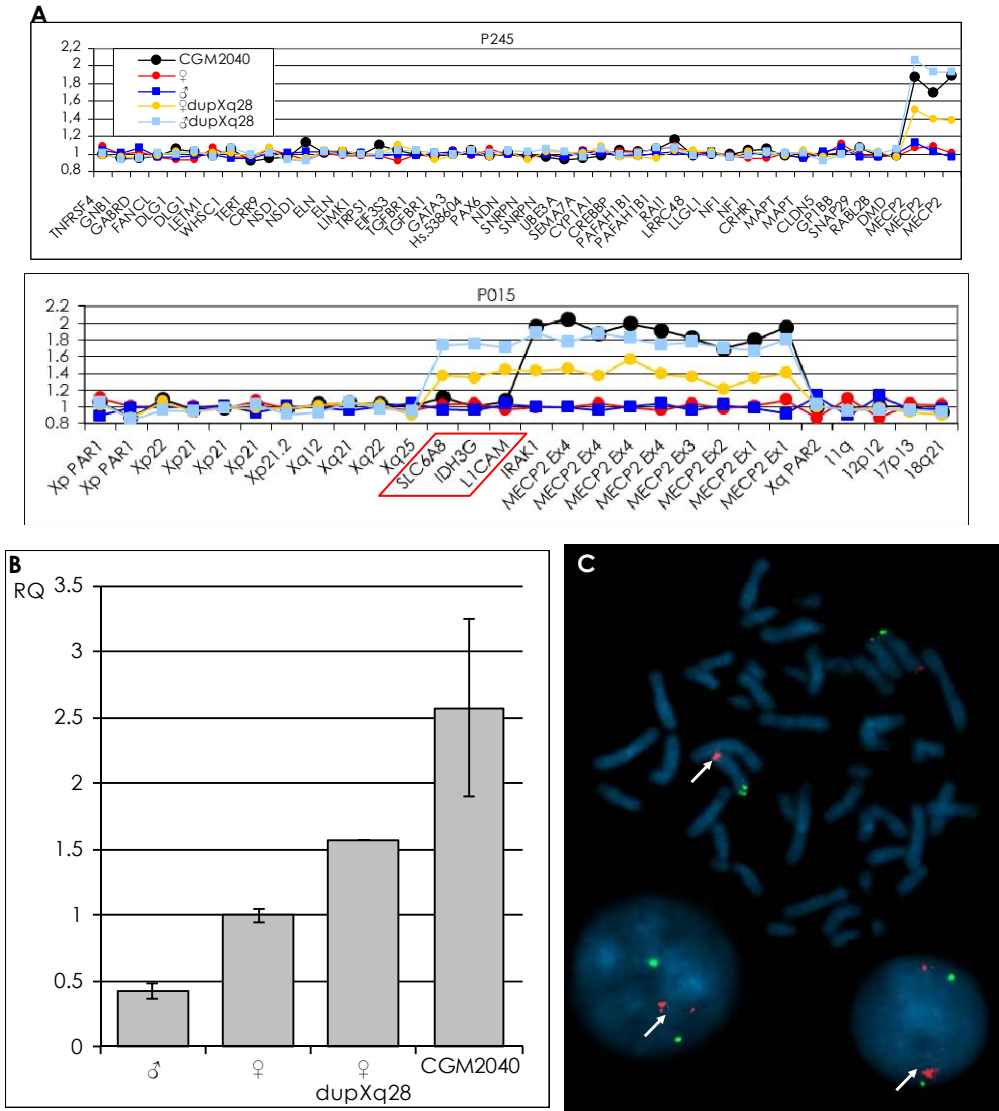 A
P245
2,2
2
1,8
1,6
1,4
1,2
1
0,8
CGM2040
♀
♂
♀dupXq28
♂dupXq28
TNFRSF4
GNB1
GABRD
FANCL
DLG1
DLG1
LETM1
WHSC1
TERT
CRR9
NSD1
NSD1
ELN
ELN
LIMK1
TRPS1
EIF3S3
TGFBR1
TGFBR1
GATA3
Hs.538604
PAX6
NDN
SNRPN
SNRPN
UBE3A
SEMA7A
CYP1A1
CREBBP
PAFAH1B1
PAFAH1B1
RAI1
LRRC48
LLGL1
NF1
NF1
CRHR1
MAPT
MAPT
CLDN5
GP1BB
SNAP29
RABL2B
DMD
MECP2
MECP2
MECP2
P015
2.2
2
1.8
1.6
1.4
1.2
1
0.8
Xp PAR1
Xp PAR1
Xp22
Xp21
Xp21
Xp21
Xp21.2
Xq12
Xq21
Xq22
Xq25
SLC6A8
IDH3G
L1CAM
IRAK1
MECP2 Ex4
MECP2 Ex4
MECP2 Ex4
MECP2 Ex4
MECP2 Ex3
MECP2 Ex2
MECP2 Ex1
MECP2 Ex1
Xq PAR2
11q
12p12
17p13
18q21
B
RQ
3.5
3
2.5
2
1.5
1
0.5
0
♂
♀
♀
dupXq28
CGM2040
C